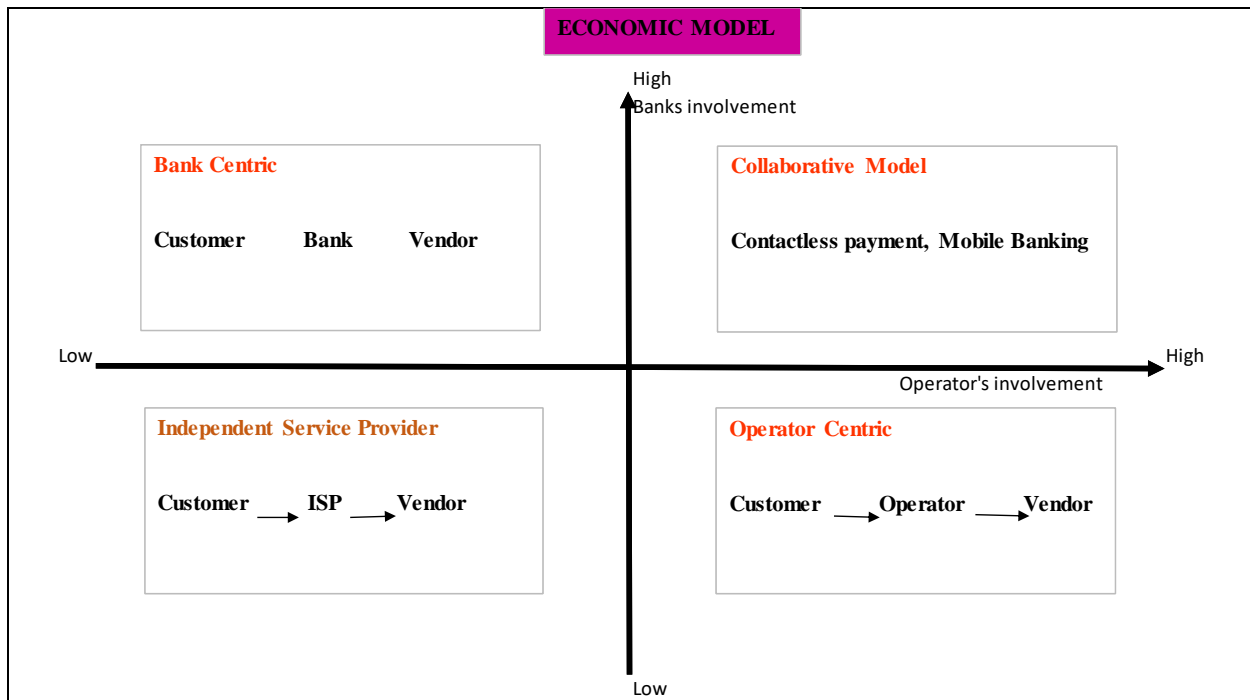 ECONOMIC MODEL
High
Banks involvement
Bank Centric
Customer Bank Vendor
Collaborative Model
Contactless payment, Mobile Banking
Low
High
Operator's involvement
Independent Service Provider
Customer ISP Vendor
Operator Centric
Customer Operator Vendor
Low